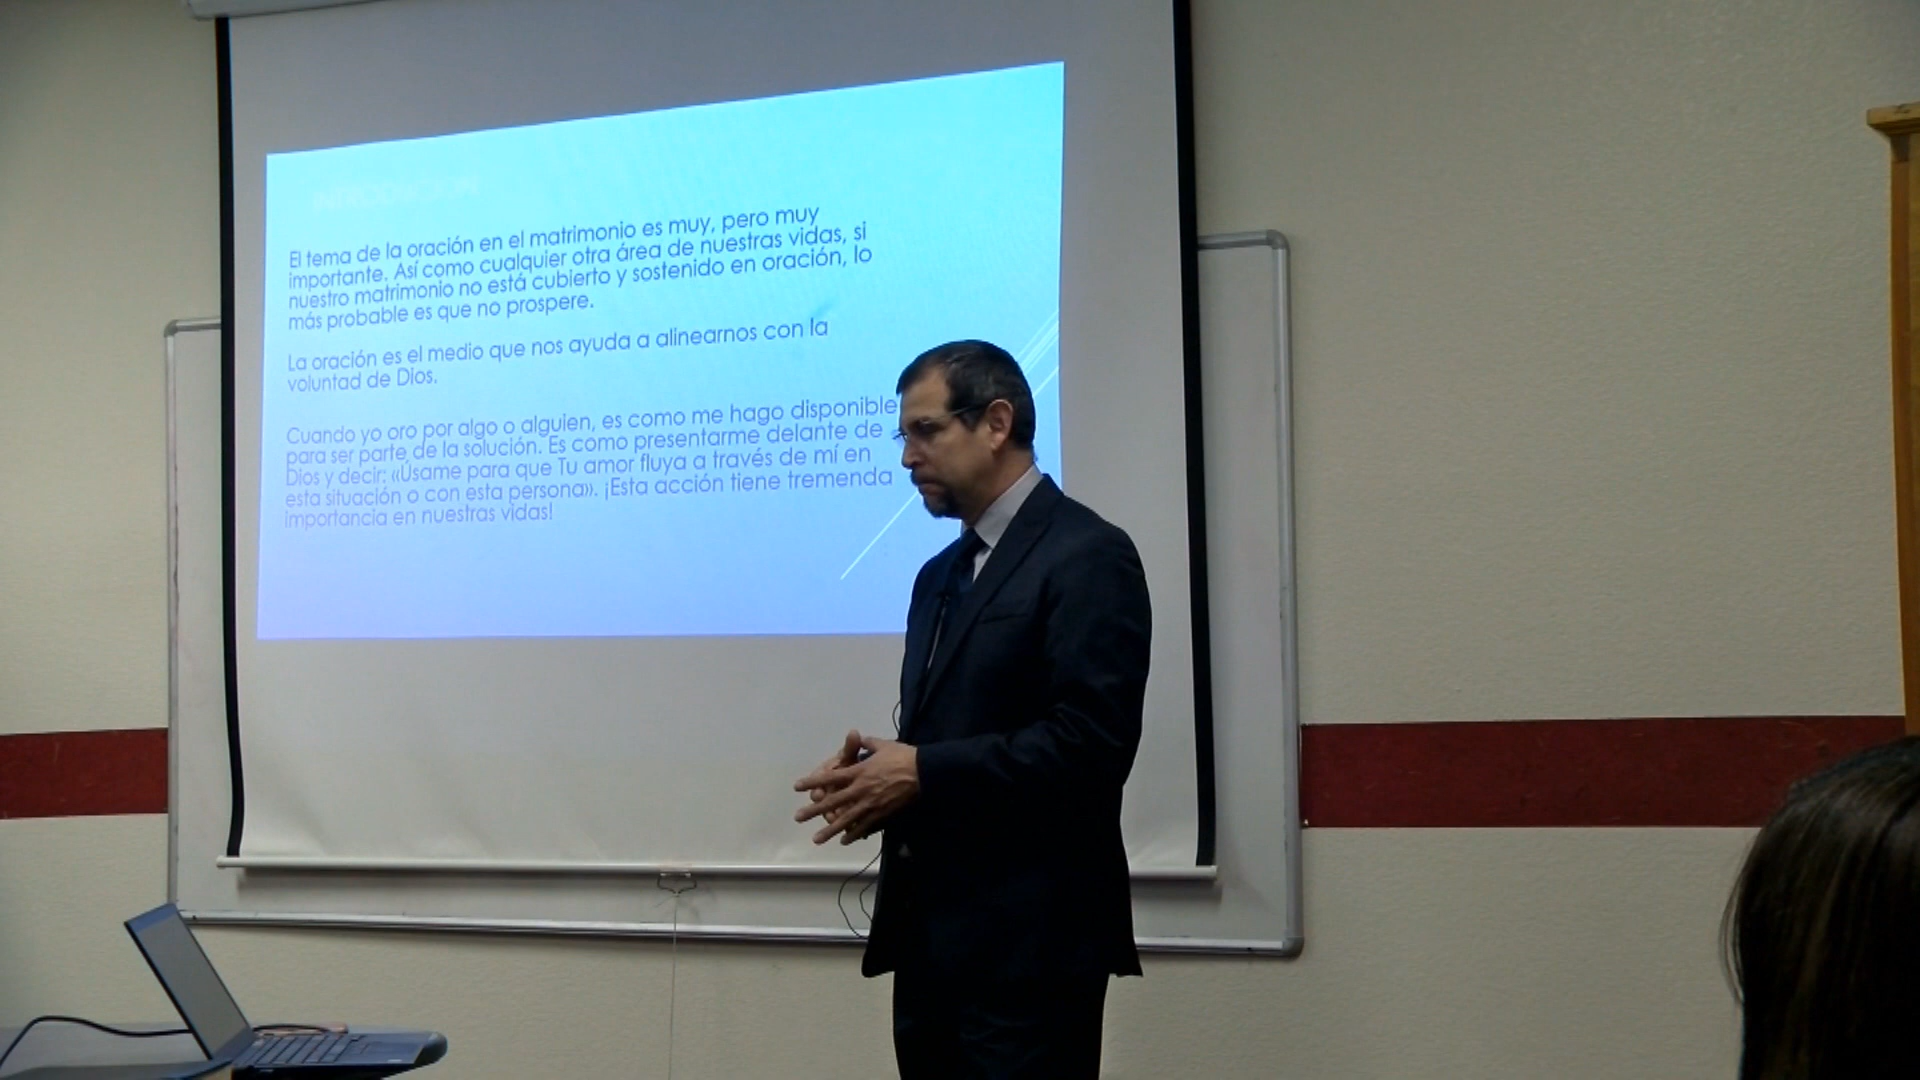 INTRODUCCIÓN
El tema de la oración en el matrimonio es muy, pero muy
importante. Así como cualquier otra área de nuestras vidas, si
nuestro matrimonio no está cubierto y sostenido en oración, lo
más probable es que no prospere.
La oración es el medio que nos ayuda a alinearnos con la
voluntad de Dios.
Cuando yo oro por algo o alguien, es como me hago disponible
para ser parte de la solución. Es como presentarme delante de
Dios y decir: «Úsame para que Tu amor fluya a través de mí en
esta situación o con esta persona». ¡Esta acción tiene tremenda
importancia en nuestras vidas!